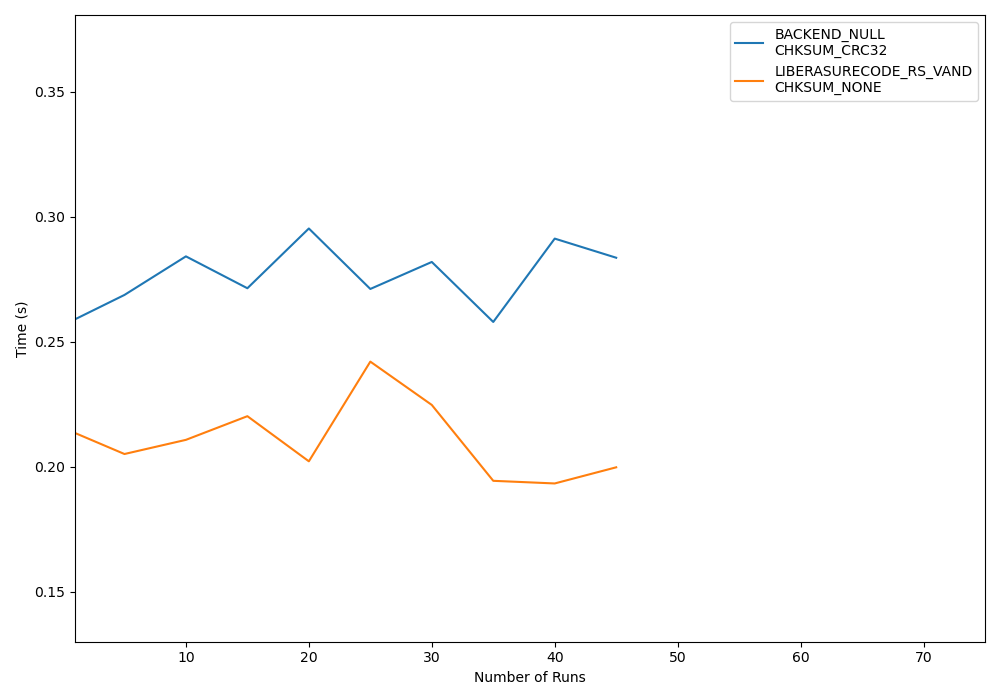 BACKEND_NULL
CHKSUM_CRC32
LIBERASURECODE_RS_VAND
CHKSUM_NONE
0.35
0.30
0.25
0.20
0.15
Time (s)
10 20 30 40 50 60 70
Number of Runs